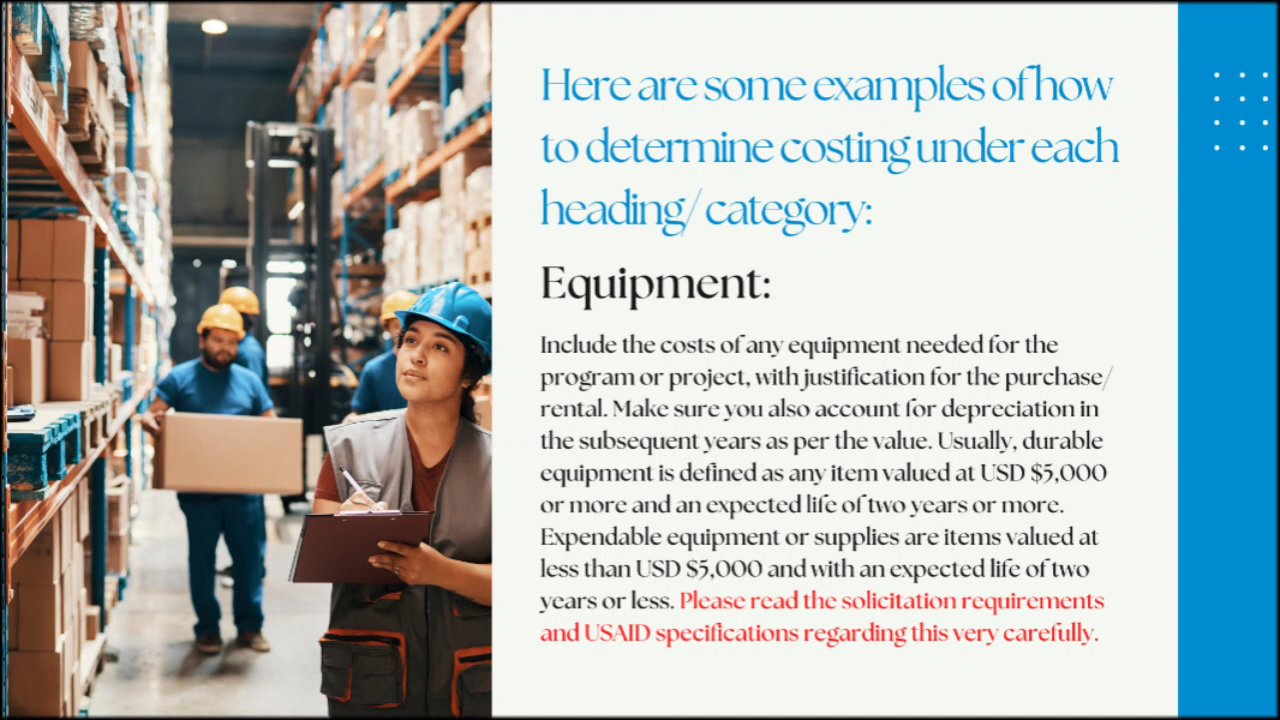 Here are some examples of how
to determine costing under each
heading/ category:
Equipment:
Include the costs of any equipment needed for the
program or project, with justification for the purchase/
rental. Make sure you also account for depreciation in
the subsequent years as per the value. Usually, durable
equipment is defined as any item valued at USD $5,000
or more and an expected life of two years or more.
Expendable equipment or supplies are items valued at
less than USD $5,000 and with an expected life of two
years or less. Please read the solicitation requirements
and USAID specifications regarding this very carefully.